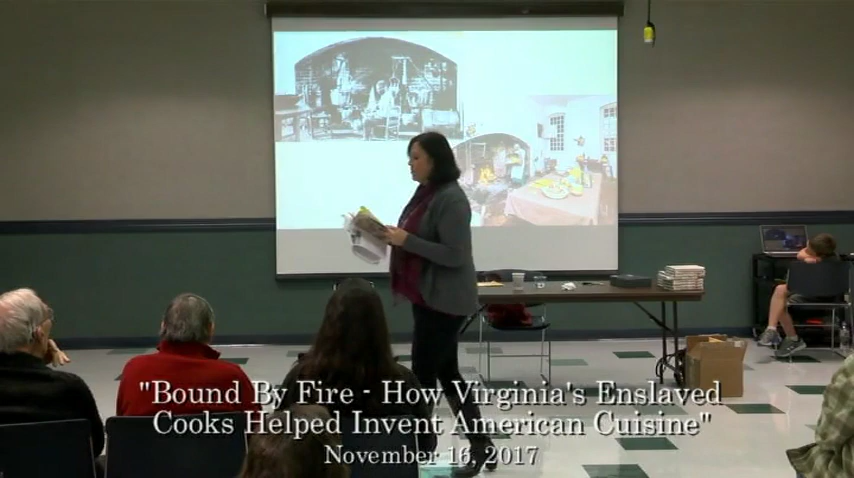 "Bound By Fire - How Virginia's Enslaved
Cooks Helped Invent American Cuisine"
November 16, 2017